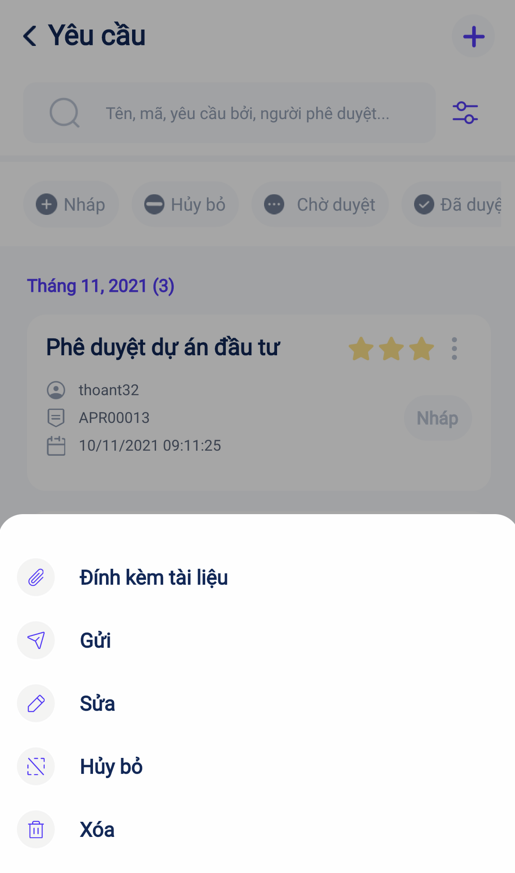 Yêu cầu
Tên, mã, yêu cầu bởi, người phê duyệt...
Nháp
Hủy bỏ
Chờ duyệt
Đã duyệ
Tháng 11, 2021 (3)
Phê duyệt dự án đầu tư
thoant32
APR00013
Nháp
10/11/2021 09:11:25
Đính kèm tài liệu
Gửi
Sửa
Hủy bỏ
Xóa